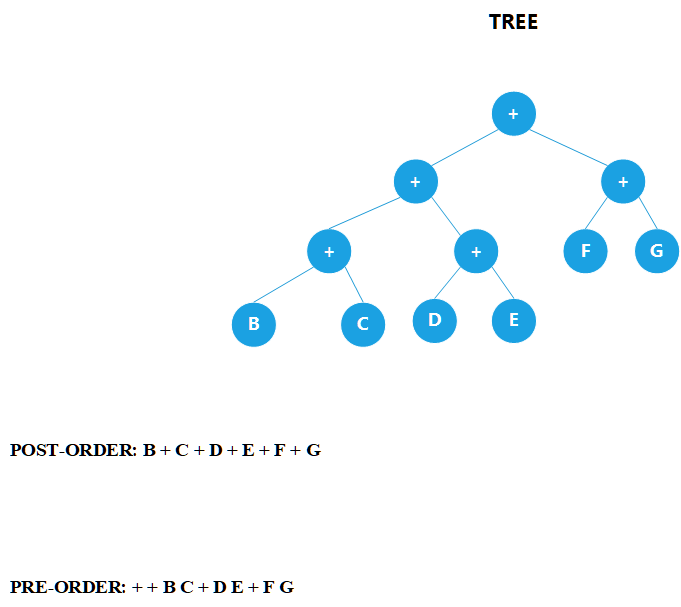 TREE
+
+ +
+ + F G
B C D E
POST-ORDER: B + C + D + E + F + G
PRE-ORDER: + + B C + D E + F G